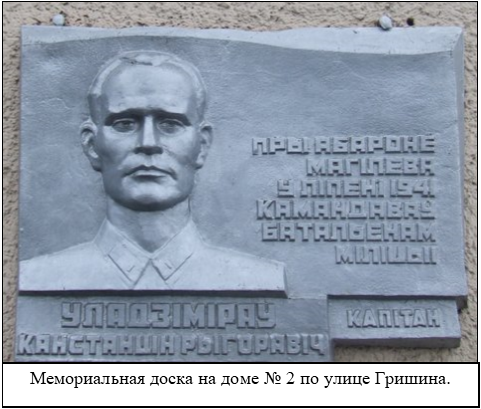 ПРЫ АБАРОНЕ
МАГІЛЕВА
Ў ЛІПЕНІ 1941
КАМАНДАВАЎ
БАТАЛЬЕНАМ
МІЛІЦЫІ
УЛАДЗІМІРАЎ
КАНСТАНЦІН РЫГОРАВІЧ
КАПІТАН
Мемориальная доска на доме № 2 по улице Гришина.